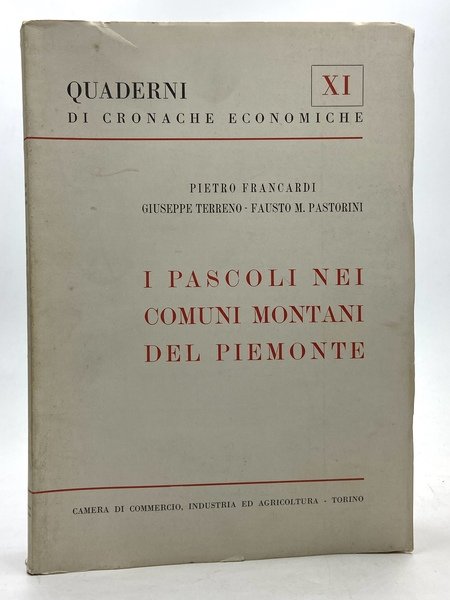 QUADERNI XI
DI CRONACHE ECONOMICHE
PIETRO FRANCARDI
GIUSEPPE TERRENO - FAUSTO M. PASTORINI
I PASCOLI NEI
COMUNI MONTANI
DEL PIEMONTE
CAMERA DI COMMERCIO, INDUSTRIA ED AGRICOLTURA - TORINO